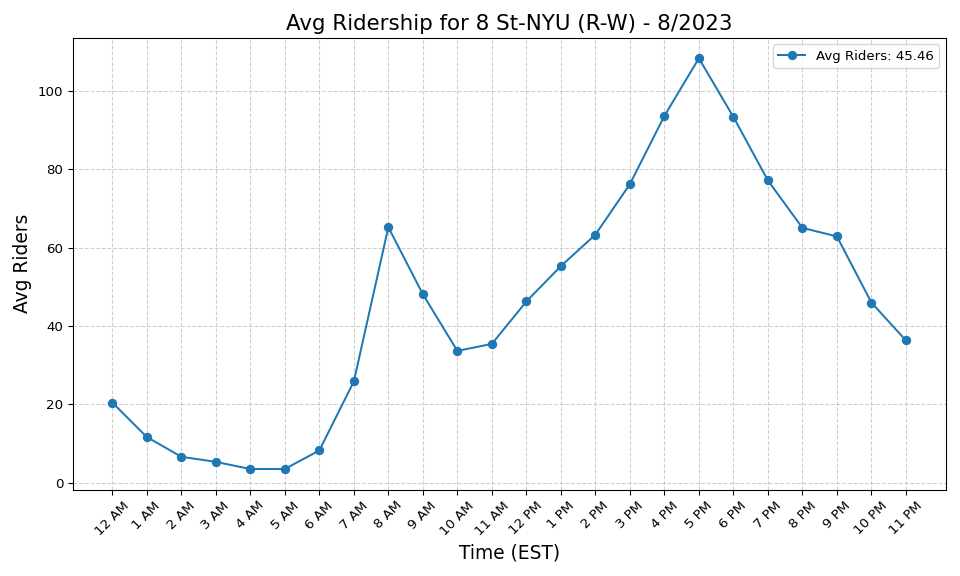 Avg Ridership for 8 St-NYU (R-W) - 8/2023
Avg Riders: 45.46
Avg Riders
100
80
60
40
20
0
12 AM 1 AM 2 AM 3 AM 4 AM 5 AM 6 AM 7 AM 8 AM 9 AM 10 AM 11 AM 12 PM 1 PM 2 PM 3 PM 4 PM 5 PM 6 PM 7 PM 8 PM 9 PM 10 PM 11 PM
Time (EST)